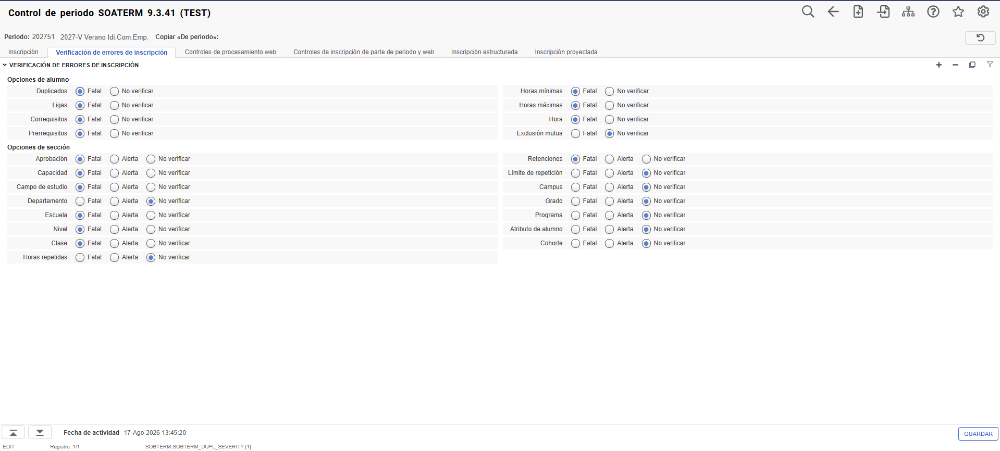 Control de periodo SOATERM 9.3.41 (TEST)
Periodo: 202751 2027-V Verano Idi.Com.Emp. Copiar «De periodo»:
Inscripción Verificación de errores de inscripción Controles de procesamiento web Controles de inscripción de parte de periodo y web Inscripción estructurada Inscripción proyectada
VERIFICACIÓN DE ERRORES DE INSCRIPCIÓN
Opciones de alumno
Duplicados Fatal No verificar Horas mínimas Fatal No verificar
Ligas Fatal No verificar Horas máximas Fatal No verificar
Correquisitos Fatal No verificar Hora Fatal No verificar
Prerrequisitos Fatal No verificar Exclusión mutua Fatal No verificar
Opciones de sección
Aprobación Fatal Alerta No verificar Retenciones Fatal Alerta No verificar
Capacidad Fatal Alerta No verificar Límite de repetición Fatal Alerta No verificar
Campo de estudio Fatal Alerta No verificar Campus Fatal Alerta No verificar
Departamento Fatal Alerta No verificar Grado Fatal Alerta No verificar
Escuela Fatal Alerta No verificar Programa Fatal Alerta No verificar
Nivel Fatal Alerta No verificar Atributo de alumno Fatal Alerta No verificar
Clase Fatal Alerta No verificar Cohorte Fatal Alerta No verificar
Horas repetidas Fatal Alerta No verificar
Fecha de actividad 17-Ago-2026 13:45:20
GUARDAR
EDIT Registro: 1/1 SOBTERM.SOBTERM_DUPL_SEVERITY [1]